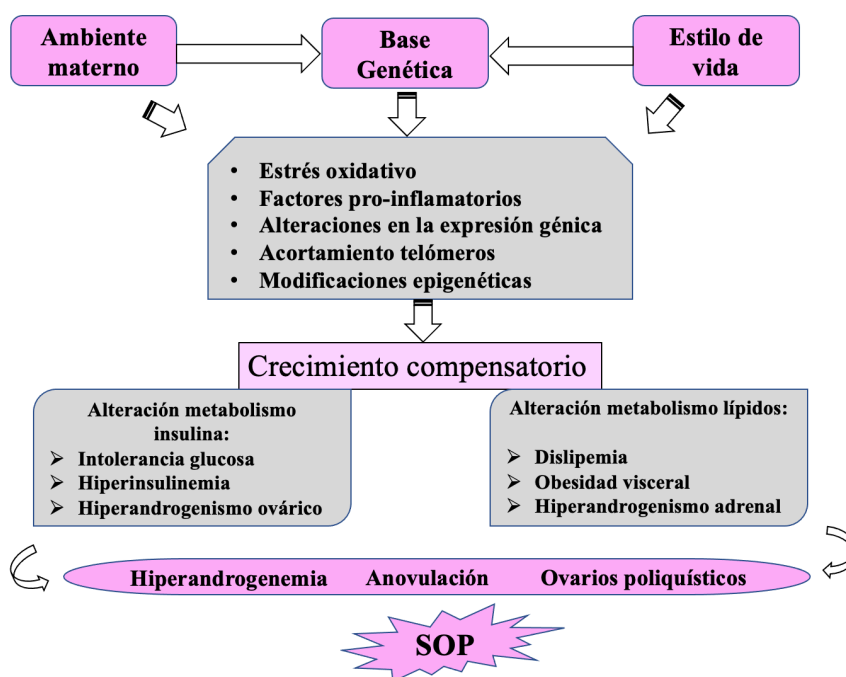 Ambiente
materno
Base
Genética
Estilo de
vida
• Estrés oxidativo
• Factores pro-inflamatorios
• Alteraciones en la expresión génica
• Acortamiento telómeros
• Modificaciones epigenéticas
Crecimiento compensatorio
Alteración metabolismo
insulina:
➢ Intolerancia glucosa
➢ Hiperinsulinemia
➢ Hiperandrogenismo ovárico
Alteración metabolismo lípidos:
➢ Dislipemia
➢ Obesidad visceral
➢ Hiperandrogenismo adrenal
Hiperandrogenemia Anovulación Ovarios poliquísticos
SOP